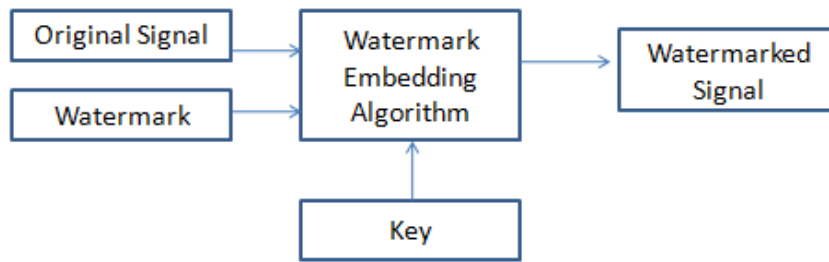 Original Signal
Watermark
Watermark
Embedding
Algorithm
Watermarked
Signal
Key